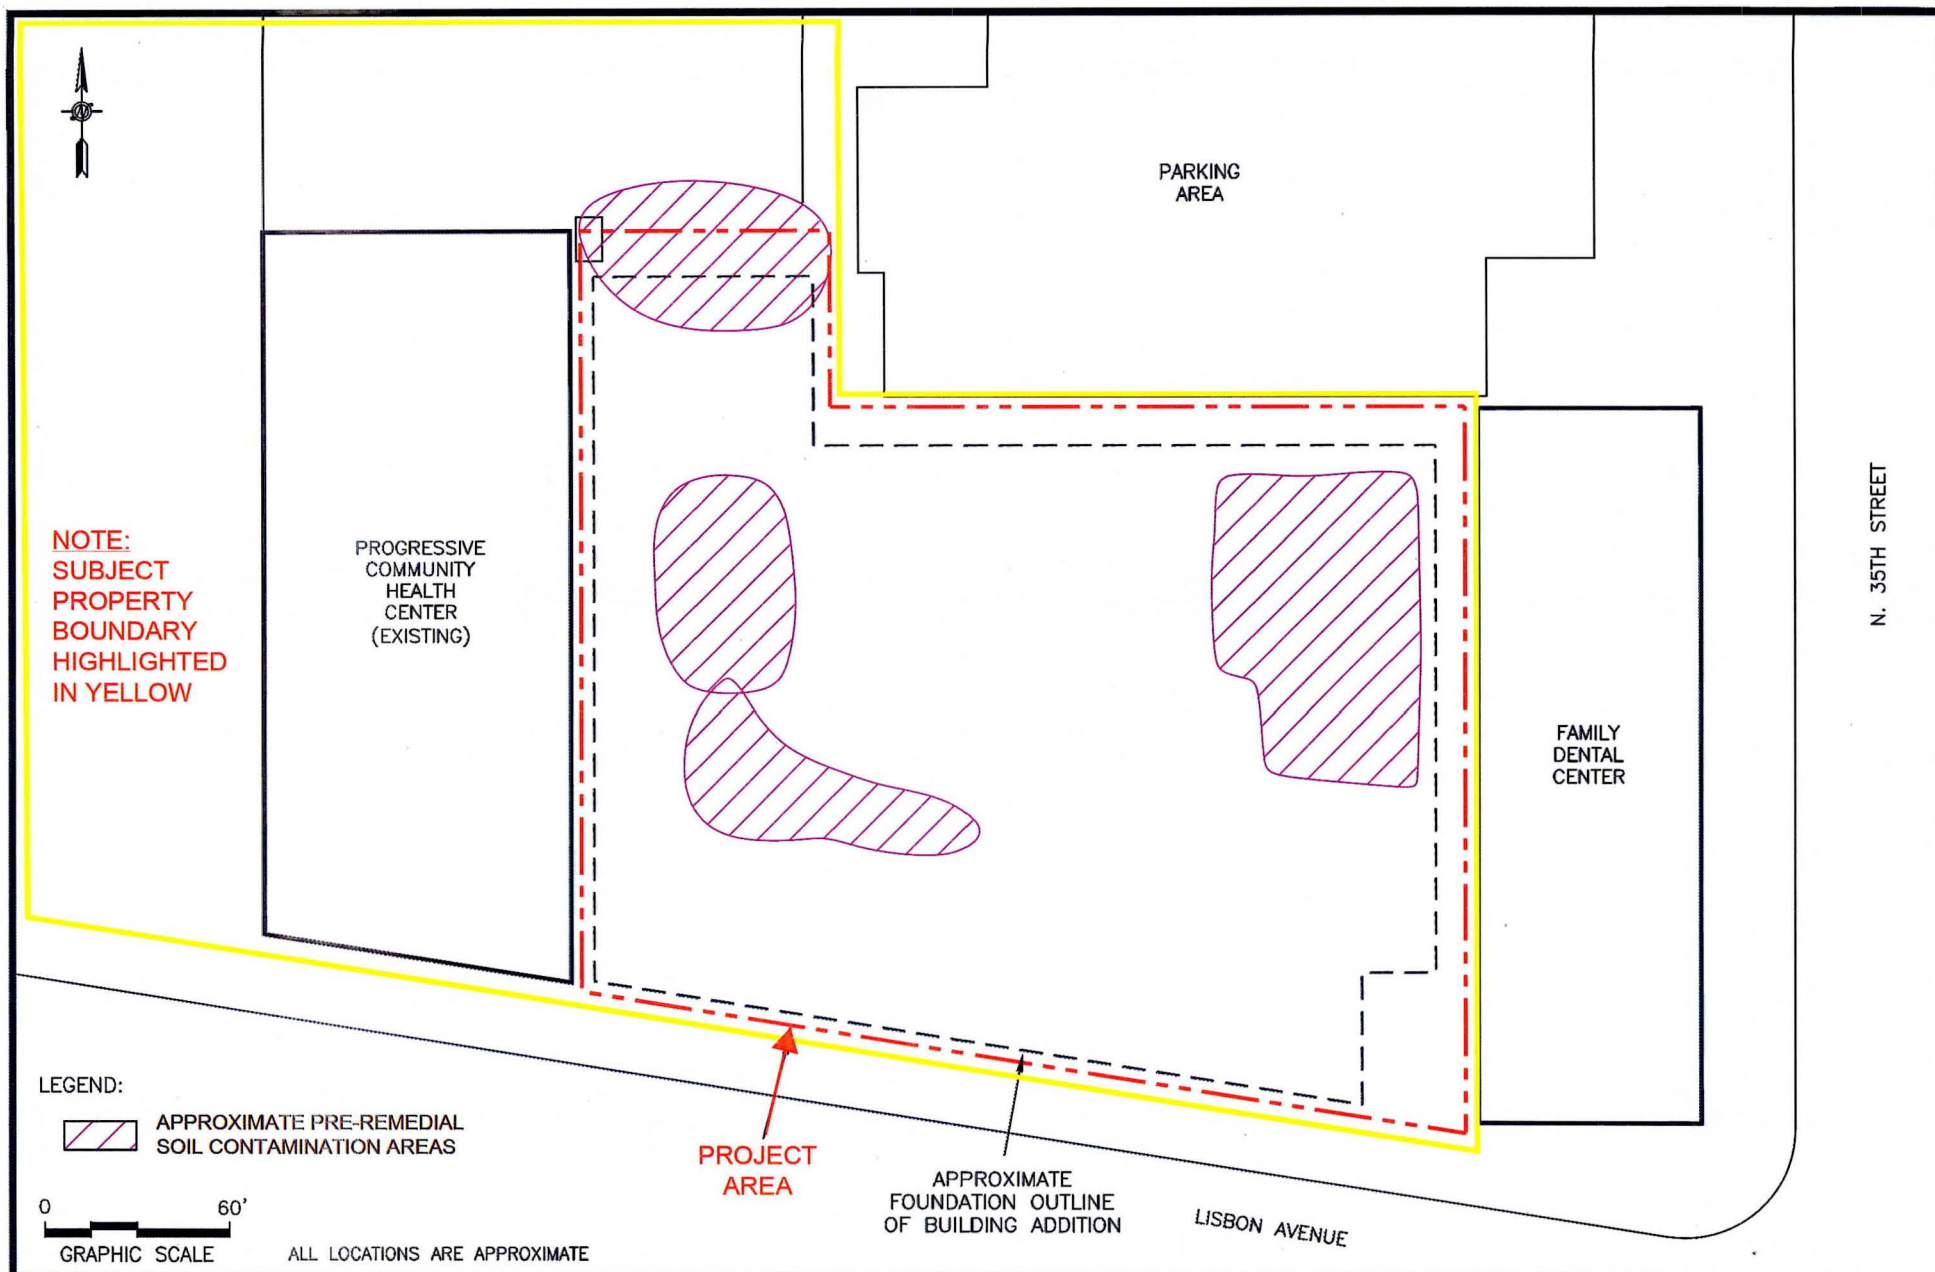 PARKING
AREA
NOTE:
SUBJECT
PROPERTY
BOUNDARY
HIGHLIGHTED
IN YELLOW
PROGRESSIVE
COMMUNITY
HEALTH
CENTER
(EXISTING)
N. 35TH STREET
FAMILY
DENTAL
CENTER
LEGEND:
APPROXIMATE PRE-REMEDIAL
SOIL CONTAMINATION AREAS
PROJECT
AREA
APPROXIMATE
FOUNDATION OUTLINE
OF BUILDING ADDITION
LISBON AVENUE
0 60'
GRAPHIC SCALE
ALL LOCATIONS ARE APPROXIMATE